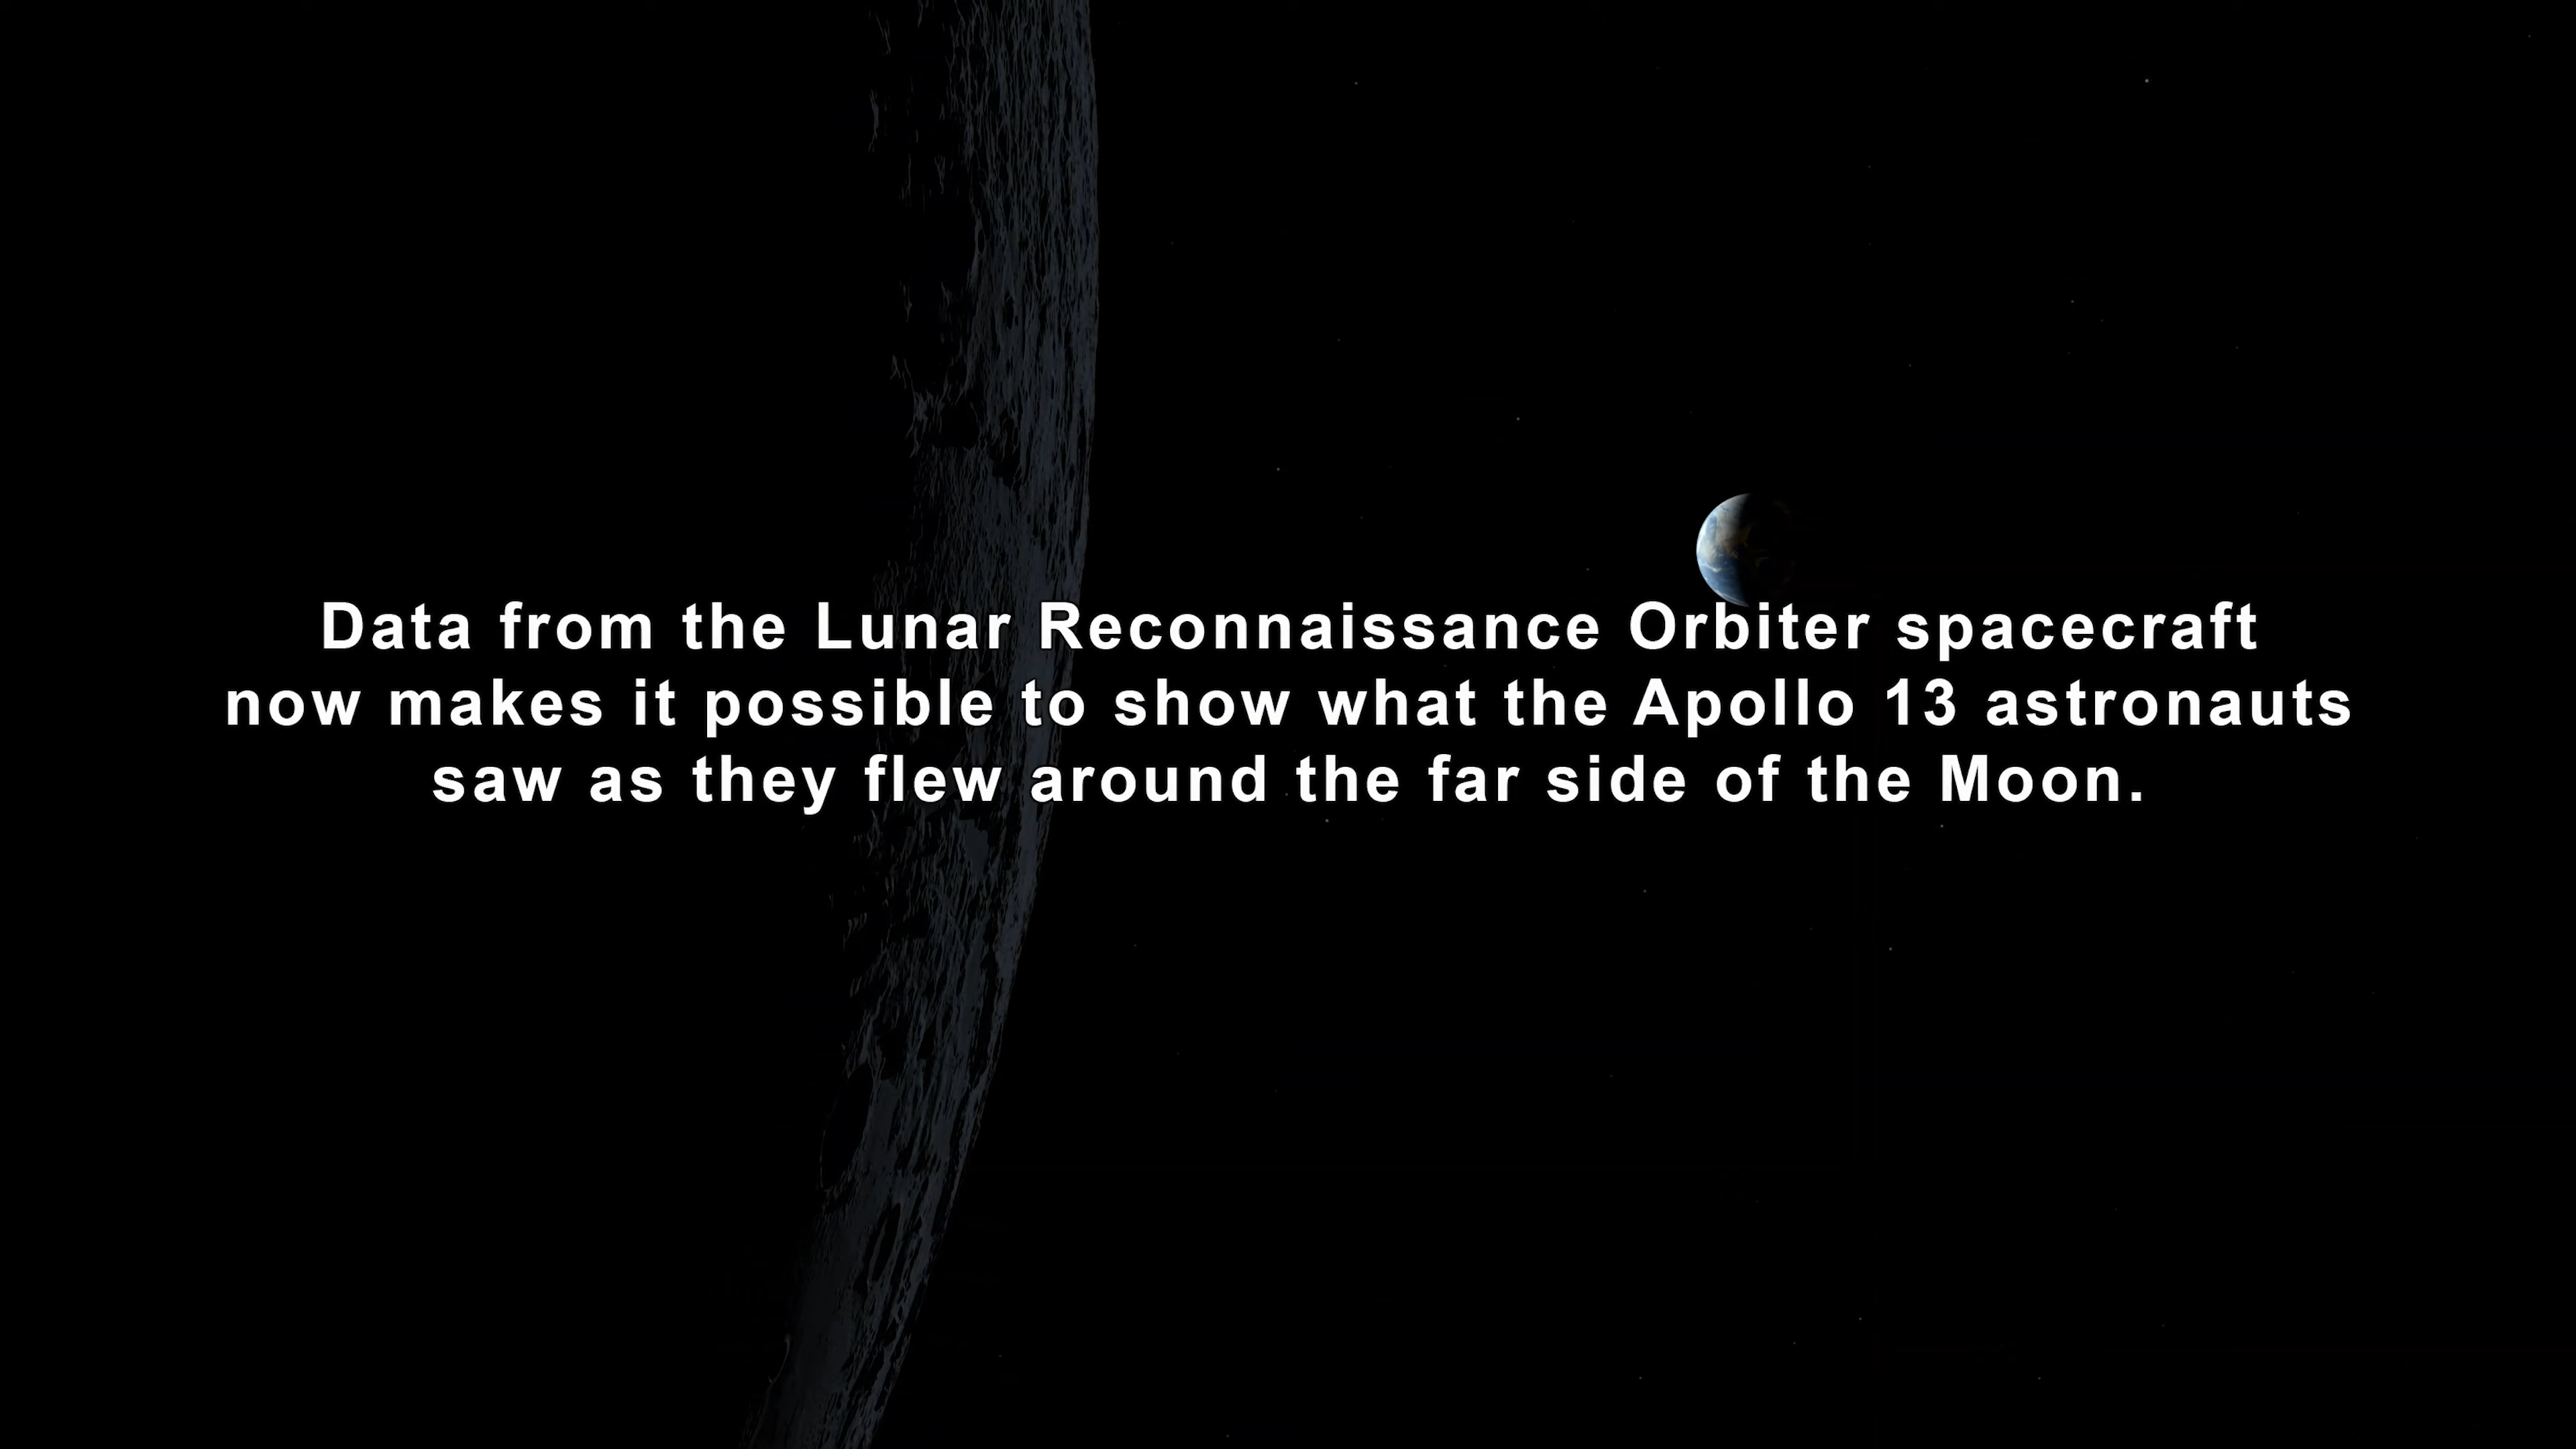 Data from the Lunar Reconnaissance Orbiter spacecraft
now makes it possible to show what the Apollo 13 astronauts
saw as they flew around the far side of the Moon.